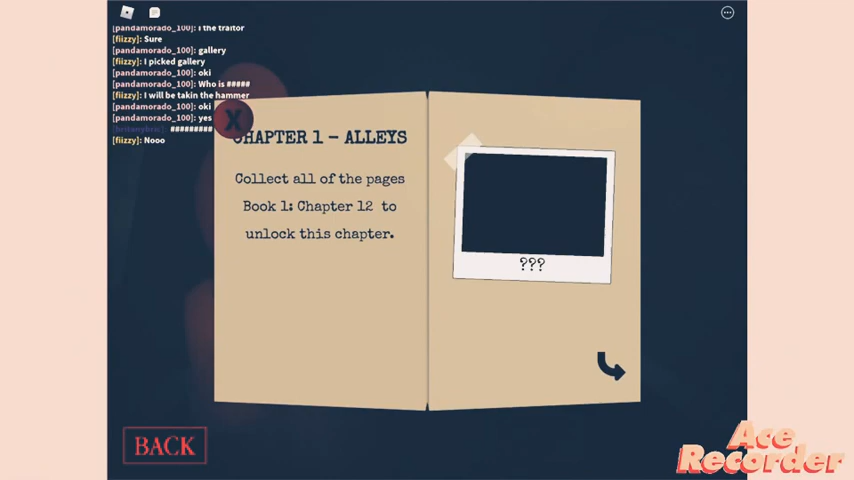 [pandamorado_100]: I the traitor
[fiizzy]: Sure
[pandamorado_100]: gallery
[fiizzy]: I picked gallery
[pandamorado_100]: oki
[pandamorado_100]: Who is #####
[fiizzy]: I will be takin the hammer
[pandamorado_100]: oki
[pandamorado_100]: yes
#########
[fiizzy]: Nooo
X
CHAPTER 1 - ALLEYS
Collect all of the pages
Book 1: Chapter 12 to
unlock this chapter.
???
BACK
Ace
Recorder